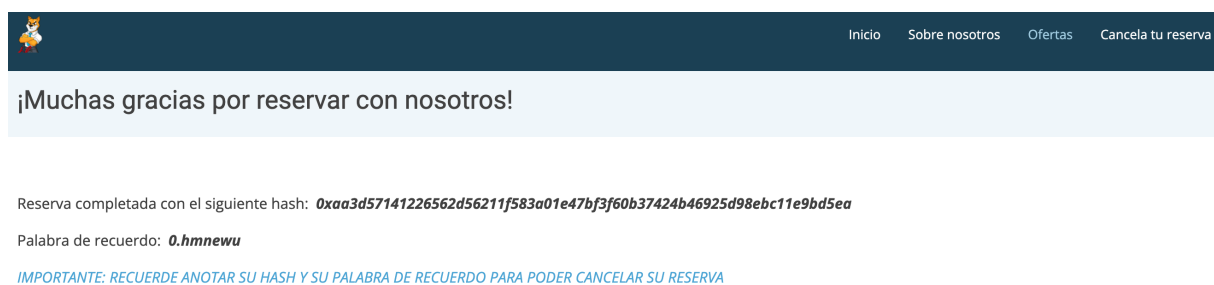 Inicio Sobre nosotros Ofertas Cancela tu reserva
¡Muchas gracias por reservar con nosotros!
Reserva completada con el siguiente hash: 0xaa3d57141226562d56211f583a01e47bf3f60b37424b46925d98ebc11e9bd5ea
Palabra de recuerdo: 0.hmnewu
IMPORTANTE: RECUERDE ANOTAR SU HASH Y SU PALABRA DE RECUERDO PARA PODER CANCELAR SU RESERVA